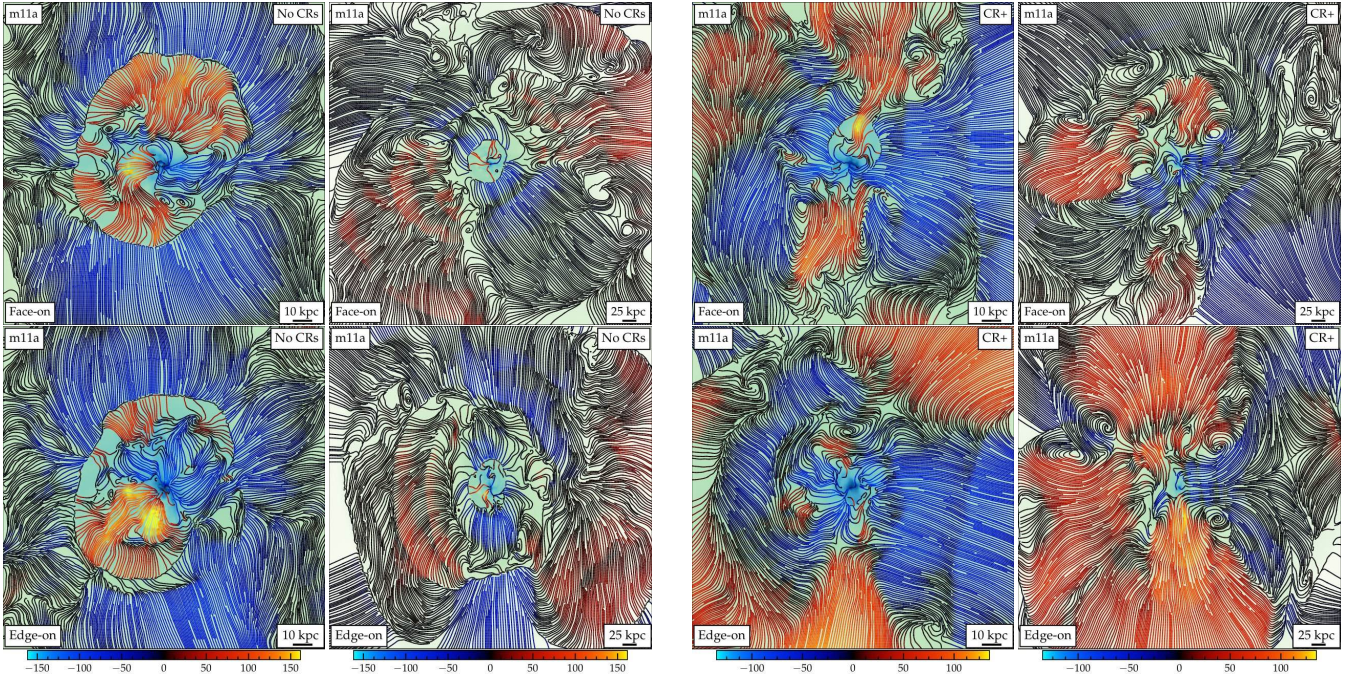 m11a No CRs m11a No CRs m11a CR+ m11a CR+
Face-on 10 kpc Face-on 25 kpc Face-on 10 kpc Face-on 25 kpc
m11a No CRs m11a No CRs m11a CR+ m11a CR+
Edge-on 10 kpc Edge-on 25 kpc Edge-on 10 kpc Edge-on 25 kpc
−150 −100 −50 0 50 100 150 −150 −100 −50 0 50 100 150 −100 −50 0 50 100 −100 −50 0 50 100